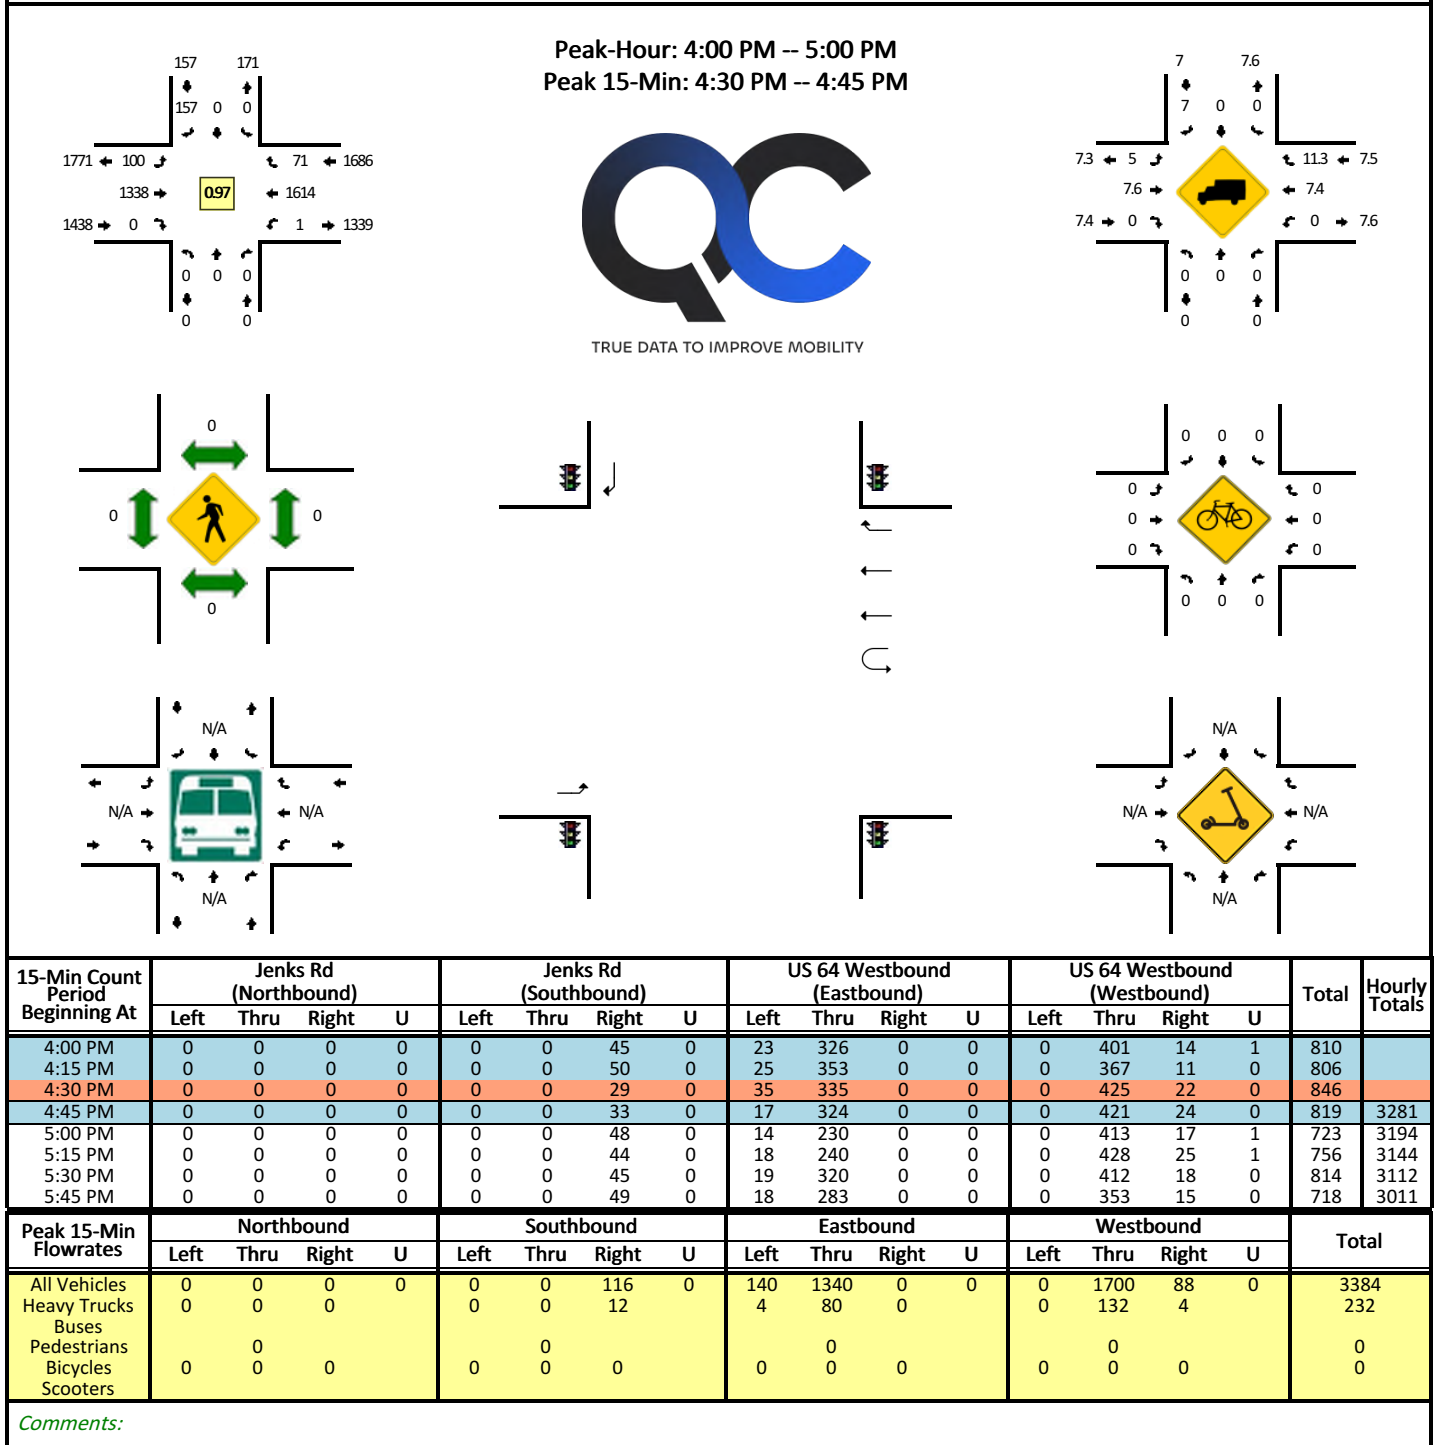 Peak-Hour: 4:00 PM -- 5:00 PM
Peak 15-Min: 4:30 PM -- 4:45 PM
157 171
157 0 0
1771 100 71 1686
1338 0.97 1614
1438 0 1 1339
0 0 0
0 0
QC
TRUE DATA TO IMPROVE MOBILITY
7 7.6
7 0 0
7.3 5 11.3 7.5
7.6 7.4
7.4 0 0 7.6
0 0 0
0 0
0
0 0
0
0 0 0
0 0
0 0
0 0
0 0 0
N/A
N/A N/A
N/A
N/A
N/A N/A
N/A
15-Min Count Period Beginning At Jenks Rd (Northbound) Jenks Rd (Southbound) US 64 Westbound (Eastbound) US 64 Westbound (Westbound) Total Hourly Totals
Left Thru Right U Left Thru Right U Left Thru Right U Left Thru Right U
4:00 PM 0 0 0 0 0 0 45 0 23 326 0 0 0 401 14 1 810
4:15 PM 0 0 0 0 0 0 50 0 25 353 0 0 0 367 11 0 806
4:30 PM 0 0 0 0 0 0 29 0 35 335 0 0 0 425 22 0 846
4:45 PM 0 0 0 0 0 0 33 0 17 324 0 0 0 421 24 0 819 3281
5:00 PM 0 0 0 0 0 0 48 0 14 230 0 0 0 413 17 1 723 3194
5:15 PM 0 0 0 0 0 0 44 0 18 240 0 0 0 428 25 1 756 3144
5:30 PM 0 0 0 0 0 0 45 0 19 320 0 0 0 412 18 0 814 3112
5:45 PM 0 0 0 0 0 0 49 0 18 283 0 0 0 353 15 0 718 3011
Peak 15-Min Flowrates Northbound Southbound Eastbound Westbound Total
Left Thru Right U Left Thru Right U Left Thru Right U Left Thru Right U
All Vehicles 0 0 0 0 0 0 116 0 140 1340 0 0 0 1700 88 0 3384
Heavy Trucks 0 0 0 0 0 12 4 80 0 0 132 4 232
Buses
Pedestrians 0 0 0 0 0
Bicycles 0 0 0 0 0 0 0 0 0 0 0 0 0
Scooters
Comments: